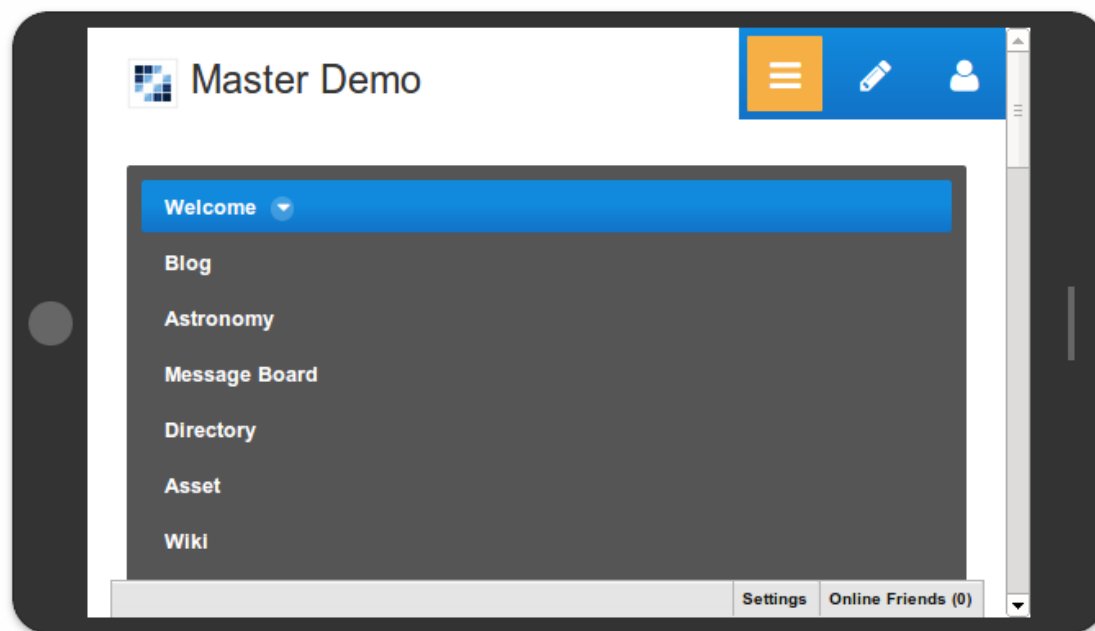 Master Demo
Welcome
Blog
Astronomy
Message Board
Directory
Asset
Wiki
Settings Online Friends (0)